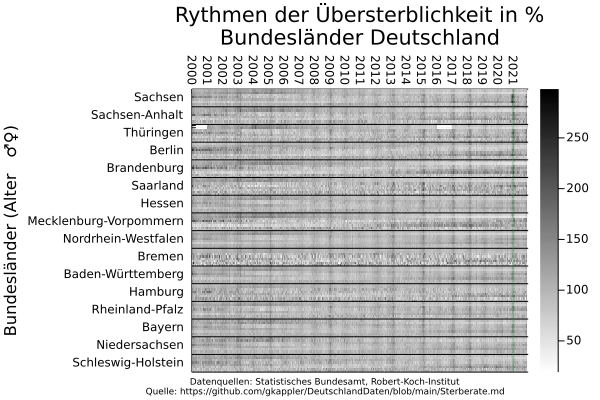 Rythmen der Übersterblichkeit in %
Bundesländer Deutschland
2000 2001 2002 2003 2004 2005 2006 2007 2008 2009 2010 2011 2012 2013 2014 2015 2016 2017 2018 2019 2020 2021
Bundesländer (Alter ♂♀)
Sachsen
Sachsen-Anhalt
Thüringen
Berlin
Brandenburg
Saarland
Hessen
Mecklenburg-Vorpommern
Nordrhein-Westfalen
Bremen
Baden-Württemberg
Hamburg
Rheinland-Pfalz
Bayern
Niedersachsen
Schleswig-Holstein
250
200
150
100
50
Datenquellen: Statistisches Bundesamt, Robert-Koch-Institut
Quelle: https://github.com/gkappler/DeutschlandDaten/blob/main/Sterberate.md